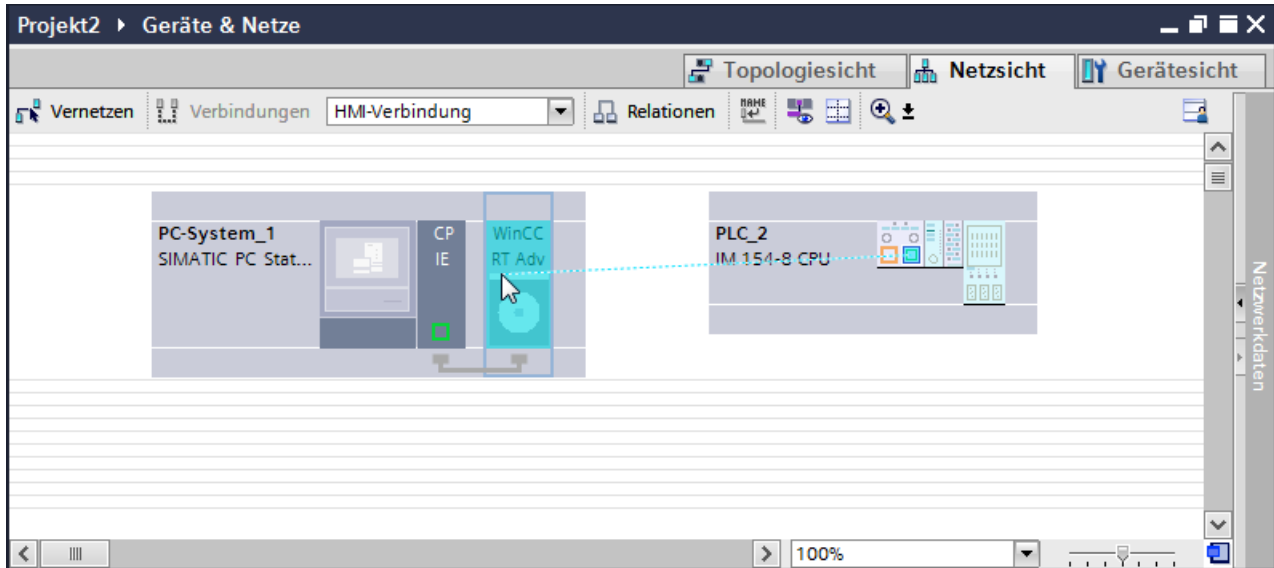 Projekt2 ▸ Geräte & Netze
Topologiesicht Netzsicht Gerätesicht
Vernetzen Verbindungen HMI-Verbindung Relationen NAME
PC-System_1
SIMATIC PC Stat...
CP
IE
WinCC
RT Adv
PLC_2
IM 154-8 CPU
Netzwerkdaten
100%